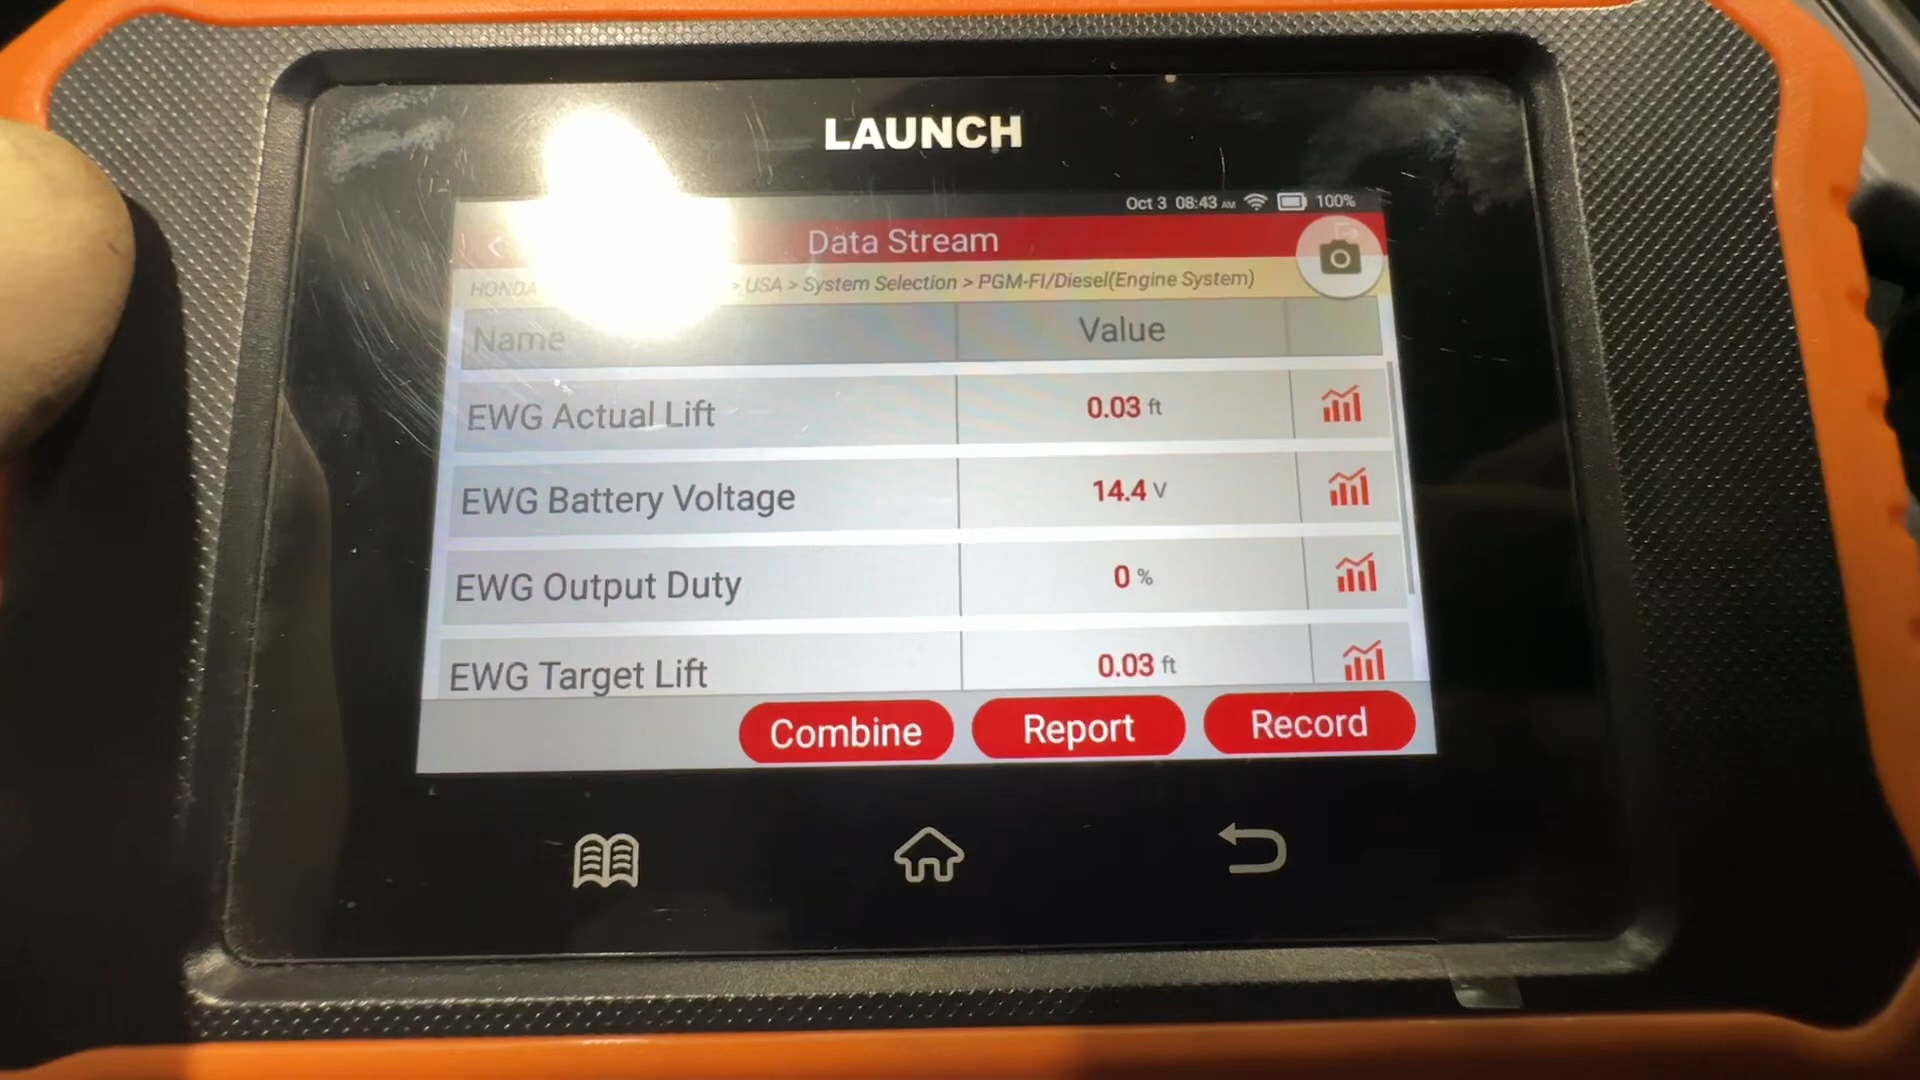 LAUNCH
Oct 3 08:43 AM 100%
Data Stream
HONDA > USA > System Selection > PGM-FI/Diesel(Engine System)
Name Value
EWG Actual Lift 0.03 ft
EWG Battery Voltage 14.4 V
EWG Output Duty 0 %
EWG Target Lift 0.03 ft
Combine Report Record